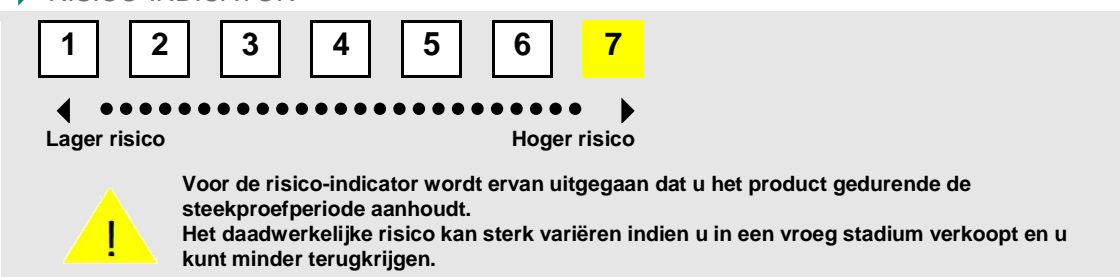 RISICO-INDICATOR
1 2 3 4 5 6 7
Lager risico Hoger risico
Voor de risico-indicator wordt ervan uitgegaan dat u het product gedurende de
steekproefperiode aanhoudt.
Het daadwerkelijke risico kan sterk variëren indien u in een vroeg stadium verkoopt en u
kunt minder terugkrijgen.
!